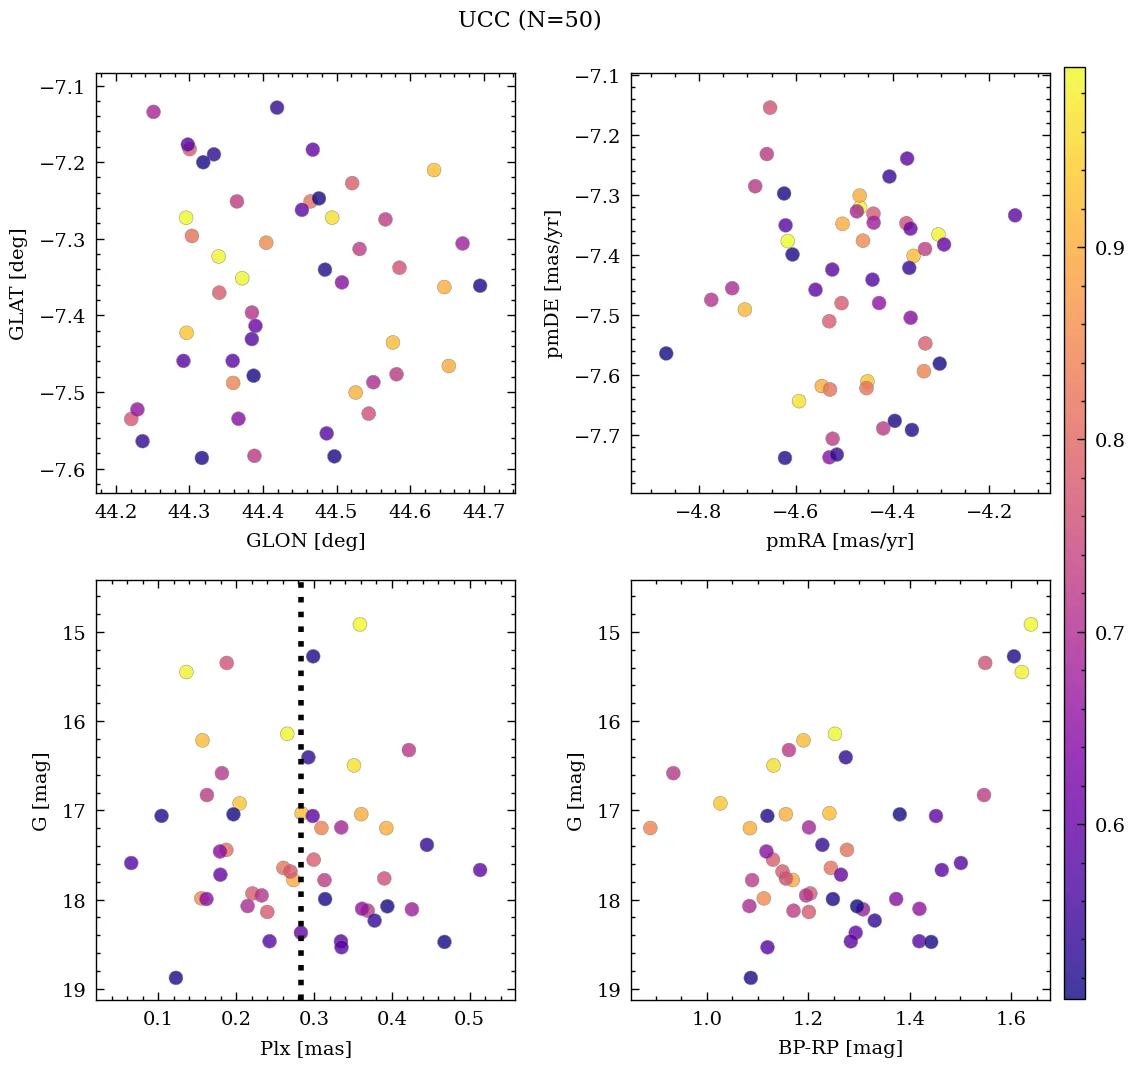 UCC (N=50)
−7.1
−7.2
−7.3
−7.4
−7.5
−7.6
GLAT [deg]
44.2 44.3 44.4 44.5 44.6 44.7
GLON [deg]
−7.1
−7.2
−7.3
−7.4
−7.5
−7.6
−7.7
pmDE [mas/yr]
−4.8 −4.6 −4.4 −4.2
pmRA [mas/yr]
15
16
17
18
19
G [mag]
0.1 0.2 0.3 0.4 0.5
Plx [mas]
15
16
17
18
19
G [mag]
1.0 1.2 1.4 1.6
BP-RP [mag]
0.9
0.8
0.7
0.6